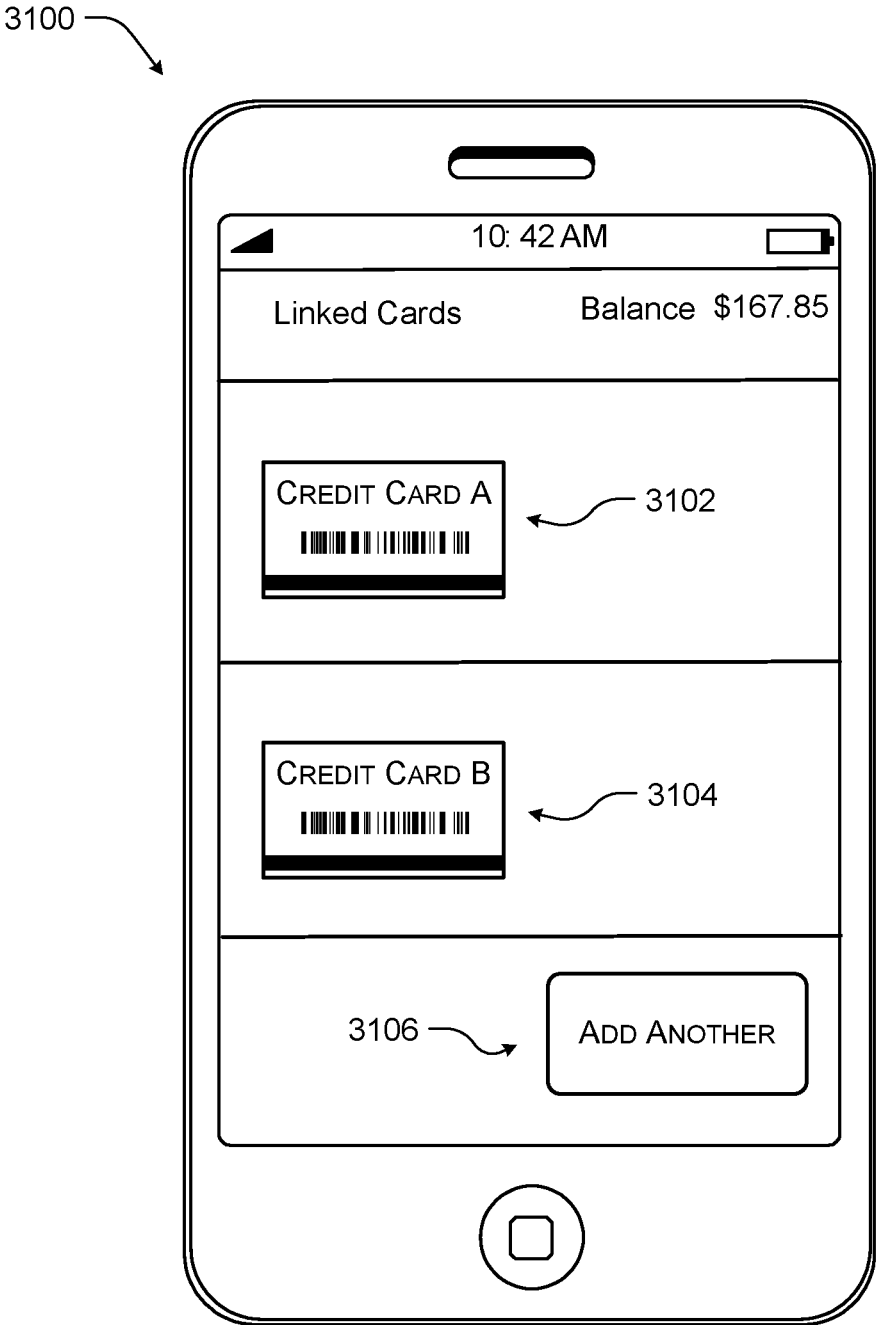 3100
10: 42 AM
Linked Cards Balance $167.85
CREDIT CARD A
3102
CREDIT CARD B
3104
3106
ADD ANOTHER